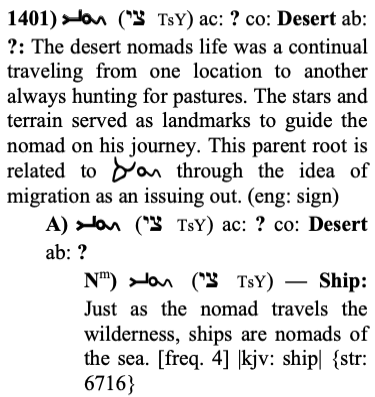 1401) (צי TsY) ac: ? co: Desert ab:
?: The desert nomads life was a continual
traveling from one location to another
always hunting for pastures. The stars and
terrain served as landmarks to guide the
nomad on his journey. This parent root is
related to through the idea of
migration as an issuing out. (eng: sign)
A) (צי TsY) ac: ? co: Desert
ab: ?
Nᵐ) (צי TsY) — Ship:
Just as the nomad travels the
wilderness, ships are nomads of
the sea. [freq. 4] |kjv: ship| {str:
6716}